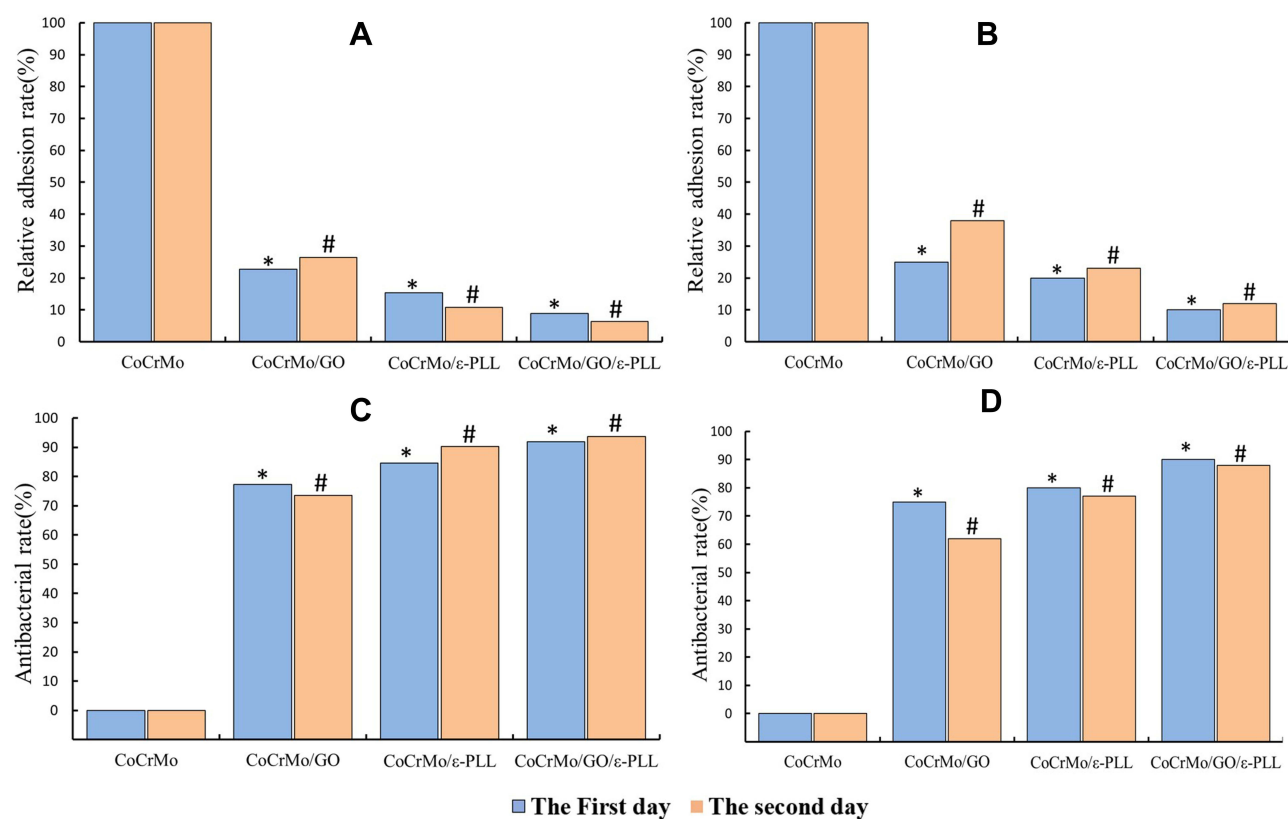 A
Relative adhesion rate(%)
100
90
80
70
60
50
40
30
20
10
0
* # * # * #
CoCrMo CoCrMo/GO CoCrMo/ε-PLL CoCrMo/GO/ε-PLL
B
Relative adhesion rate(%)
100
90
80
70
60
50
40
30
20
10
0
* # * # * #
CoCrMo CoCrMo/GO CoCrMo/ε-PLL CoCrMo/GO/ε-PLL
C
Antibacterial rate(%)
100
90
80
70
60
50
40
30
20
10
0
* # * # * #
CoCrMo CoCrMo/GO CoCrMo/ε-PLL CoCrMo/GO/ε-PLL
D
Antibacterial rate(%)
100
90
80
70
60
50
40
30
20
10
0
* # * # * #
CoCrMo CoCrMo/GO CoCrMo/ε-PLL CoCrMo/GO/ε-PLL
The First day The second day